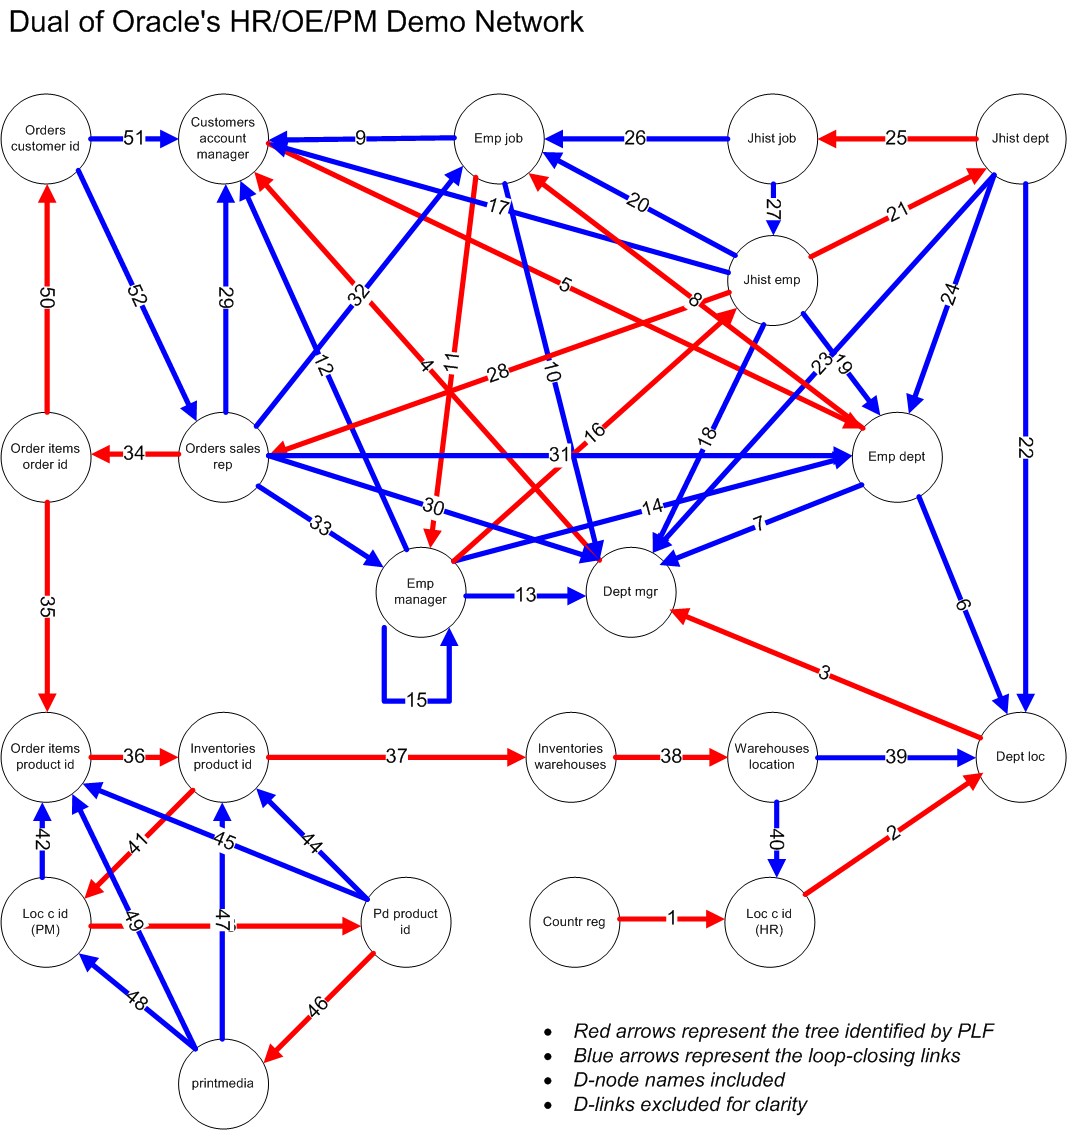 Dual of Oracle's HR/OE/PM Demo Network
Orders
customer id
51
Customers
account
manager
9
Emp job
26
Jhist job
25
Jhist dept
17
20
27
21
Jhist emp
50
52
29
32
5
8
24
12
4
11
28
10
23
19
16
18
22
Order items
order id
34
Orders sales
rep
31
Emp dept
33
30
14
7
Emp
manager
13
Dept mgr
15
35
6
3
Order items
product id
36
Inventories
product id
37
Inventories
warehouses
38
Warehouses
location
39
Dept loc
42
41
45
44
40
2
Loc c id
(PM)
49
47
Pd product
id
Countr reg
1
Loc c id
(HR)
48
46
printmedia
• Red arrows represent the tree identified by PLF
• Blue arrows represent the loop-closing links
• D-node names included
• D-links excluded for clarity